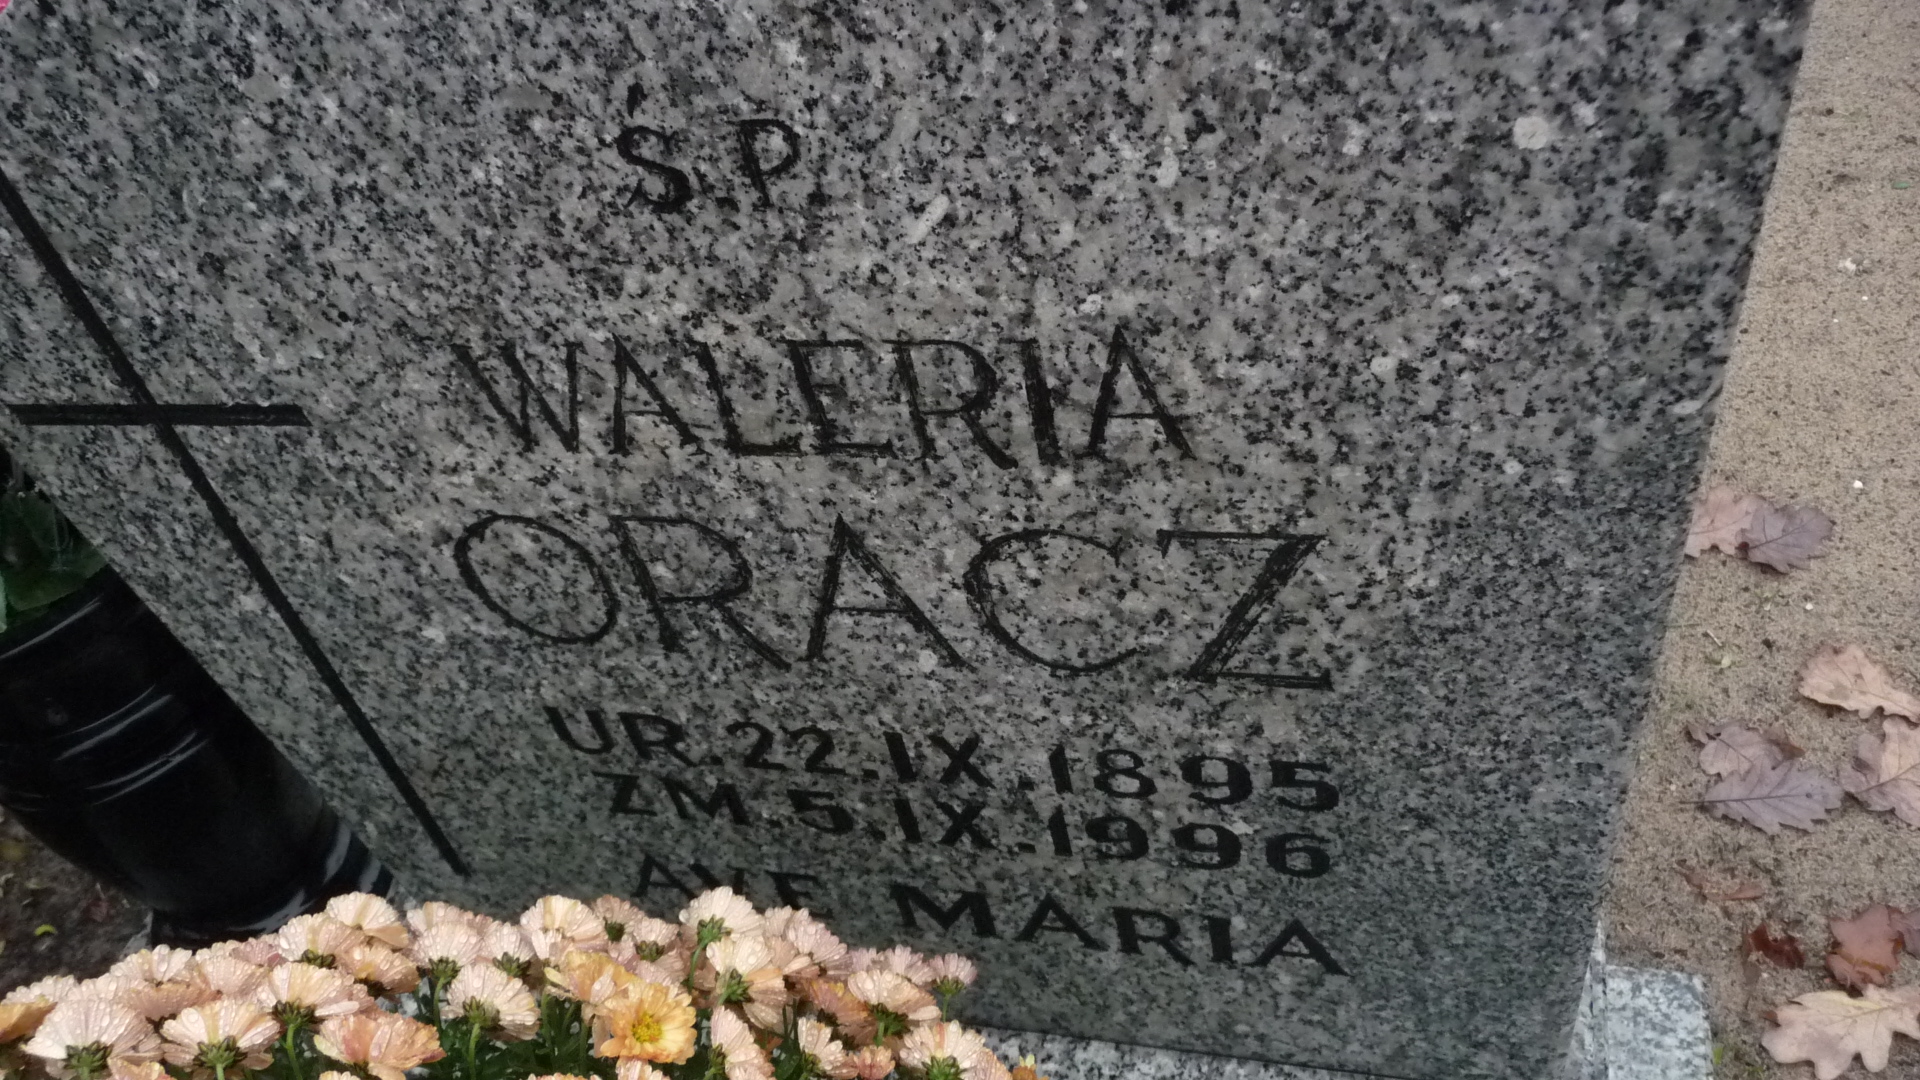 Ś.P.
WALERIA
ORACZ
UR.22.IX.1895
ZM.5.IX.1996
AVE MARIA